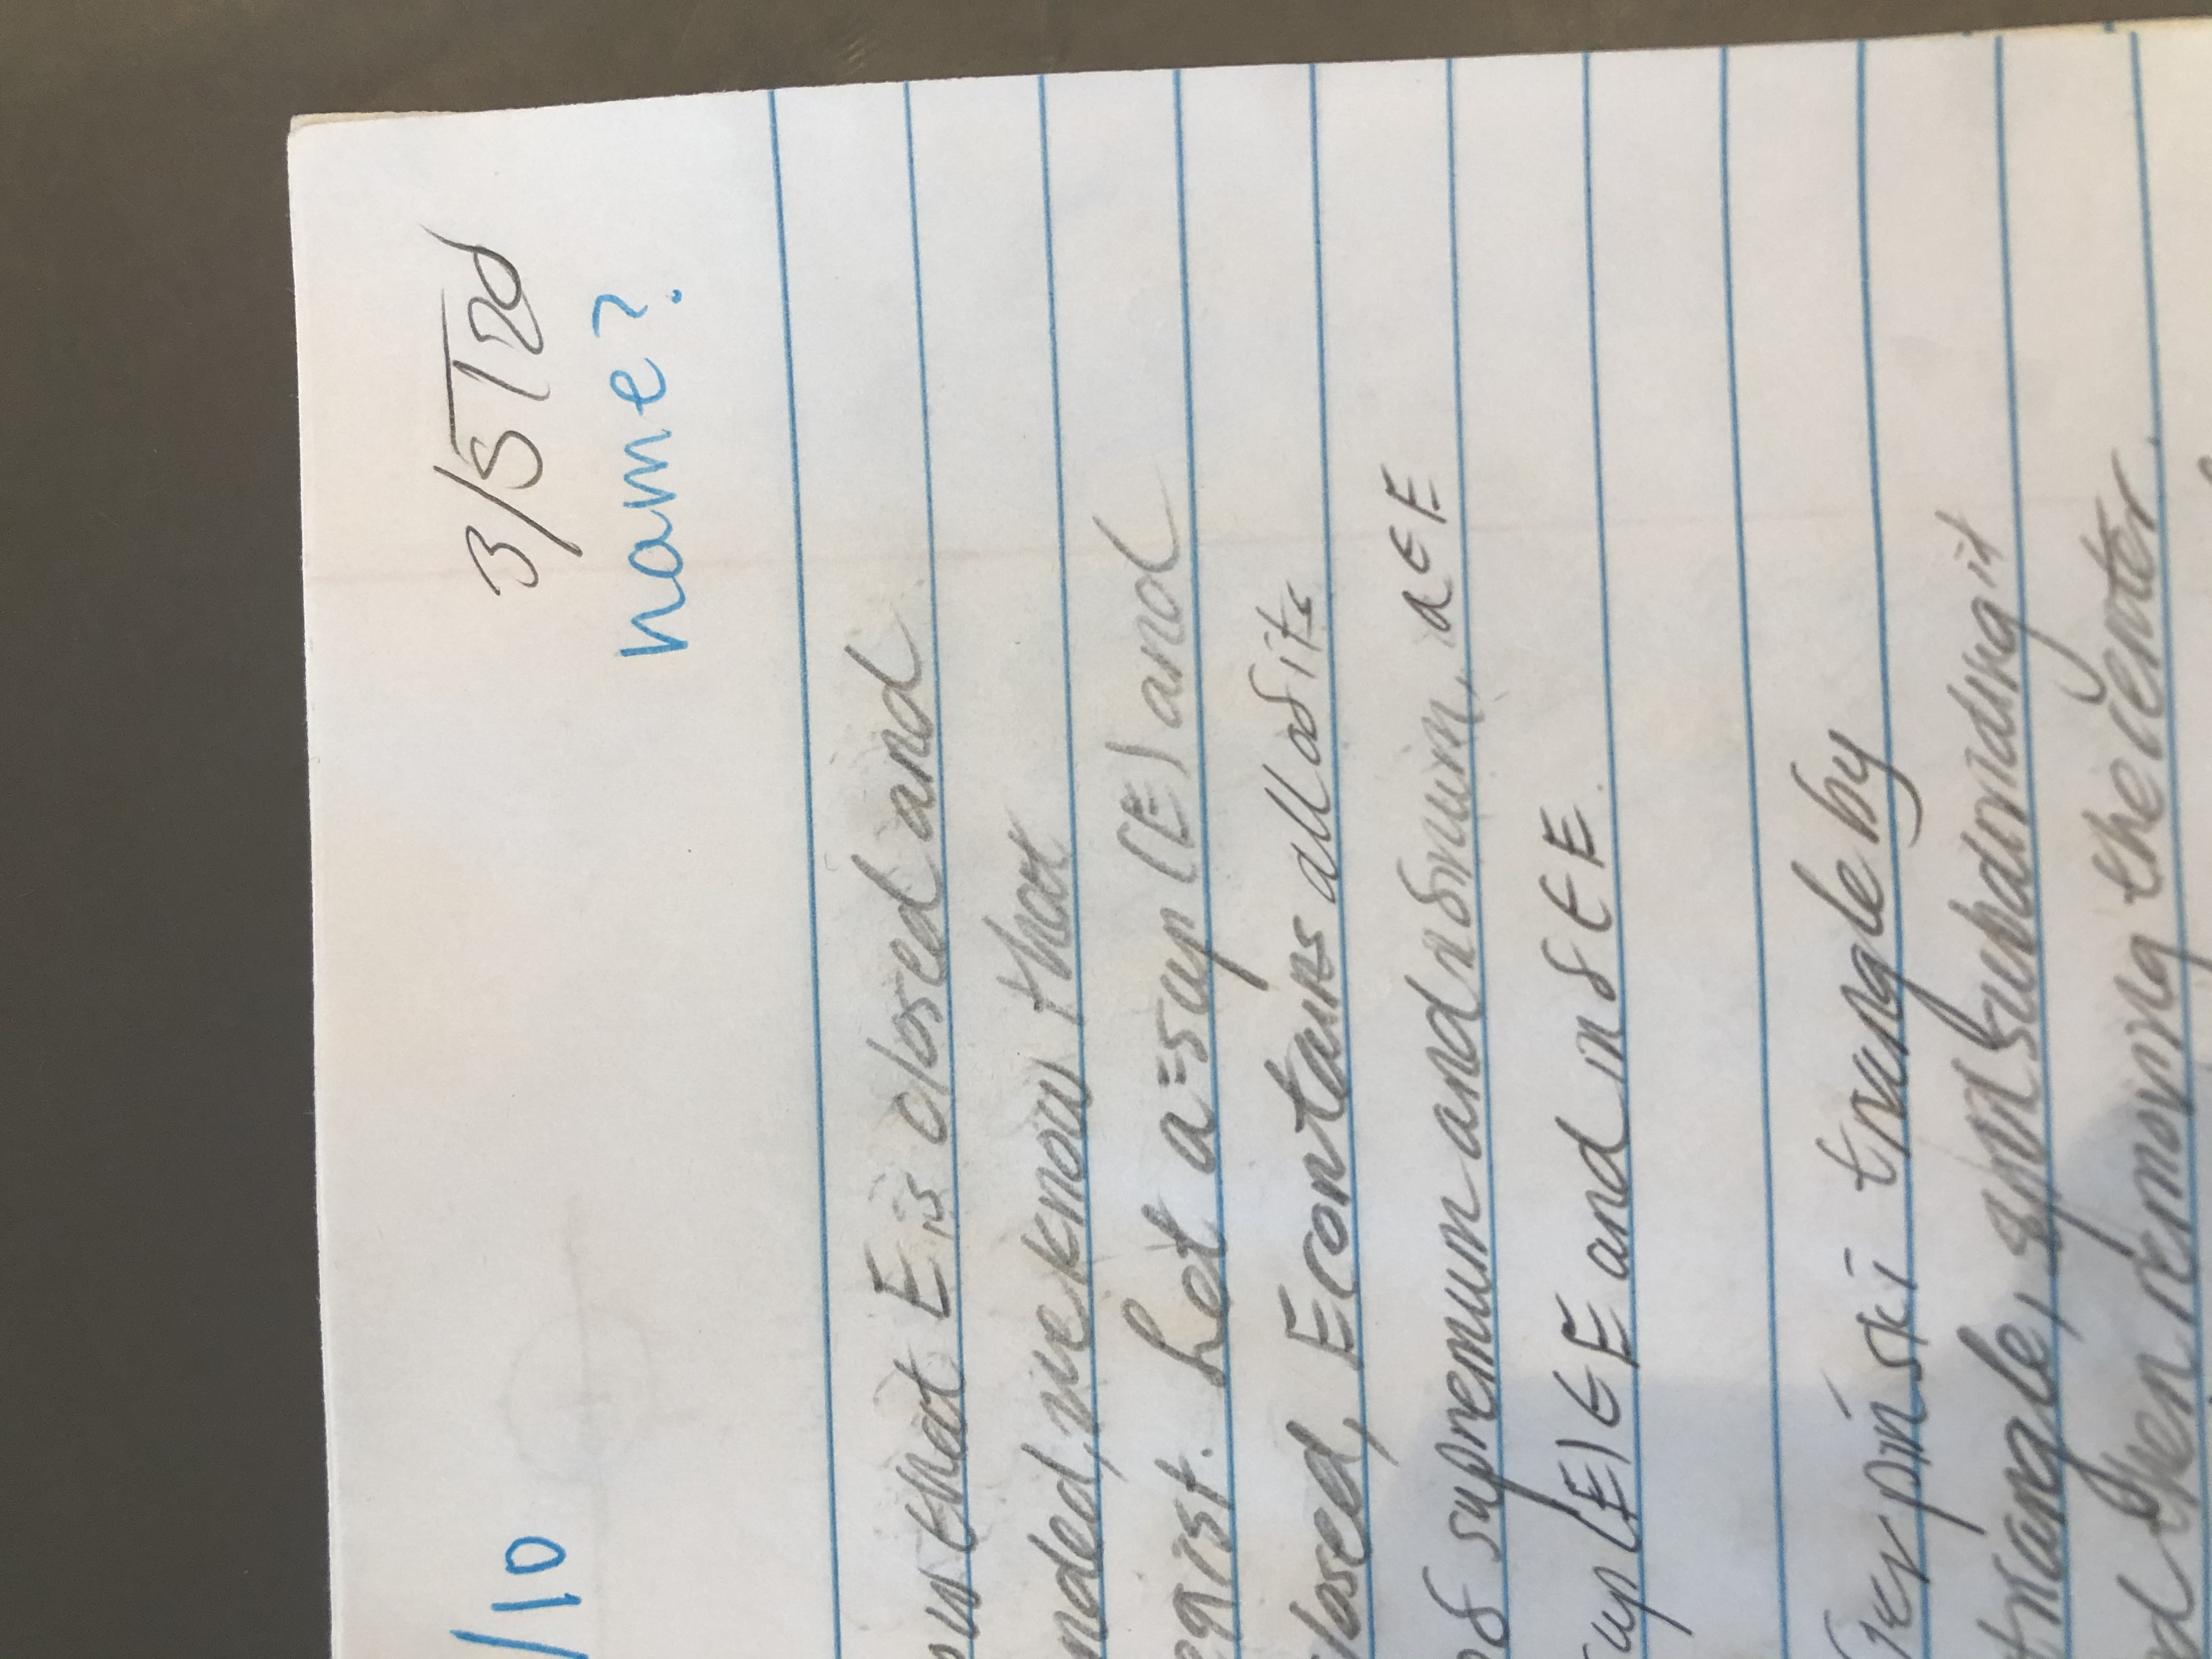 /10
3/5/20
name?
ow that E is closed and
nded, we know that
exist. Let a=sup(E) and
losed, E contains all of its
of supremum and infimum, a∈E
sup(E)∈E and inf∈E.
ierpinski triangle by
triangle, subdividing it
d then removing the center.